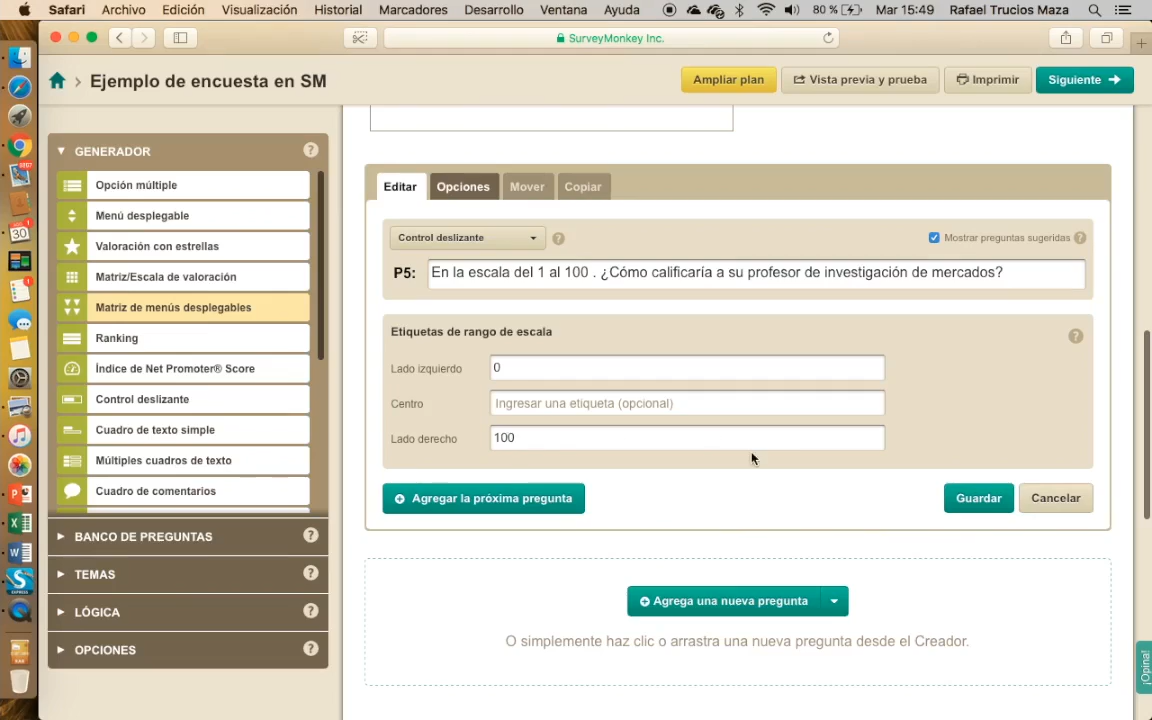 Safari Archivo Edición Visualización Historial Marcadores Desarrollo Ventana Ayuda 80 % Mar 15:49 Rafael Trucios Maza
SurveyMonkey Inc.
Ejemplo de encuesta en SM
Ampliar plan Vista previa y prueba Imprimir Siguiente
GENERADOR ?
Opción múltiple
Menú desplegable
Valoración con estrellas
Matriz/Escala de valoración
Matriz de menús desplegables
Ranking
Índice de Net Promoter® Score
Control deslizante
Cuadro de texto simple
Múltiples cuadros de texto
Cuadro de comentarios
BANCO DE PREGUNTAS ?
TEMAS ?
LÓGICA ?
OPCIONES ?
Editar Opciones Mover Copiar
Control deslizante ? Mostrar preguntas sugeridas ?
P5: En la escala del 1 al 100 . ¿Cómo calificaría a su profesor de investigación de mercados?
Etiquetas de rango de escala ?
Lado izquierdo 0
Centro Ingresar una etiqueta (opcional)
Lado derecho 100
Agregar la próxima pregunta Guardar Cancelar
Agrega una nueva pregunta
O simplemente haz clic o arrastra una nueva pregunta desde el Creador.
¡Opina!